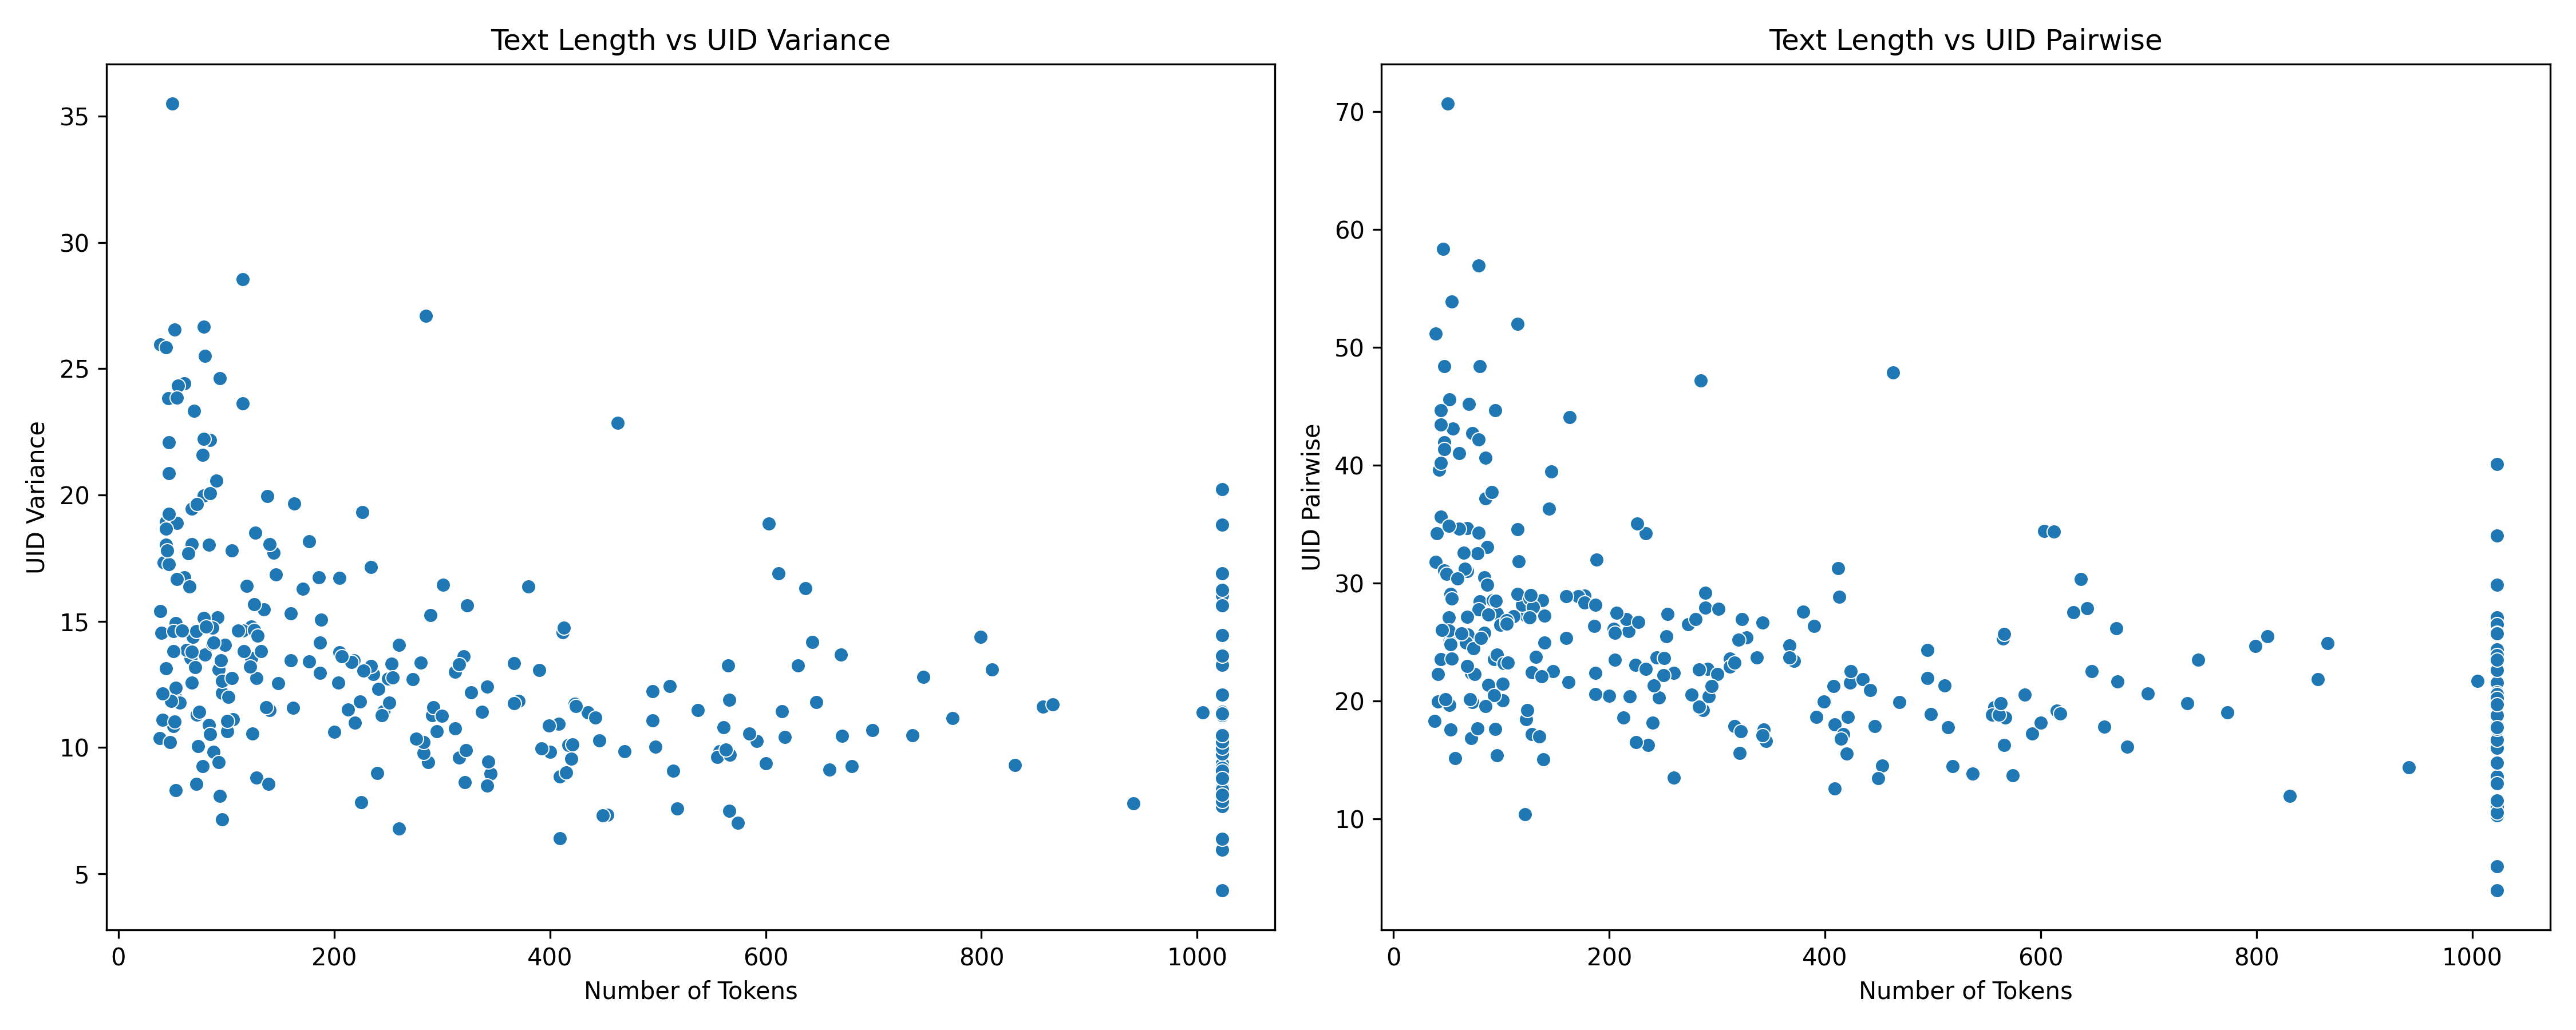 Text Length vs UID Variance
35
30
25
20
15
10
5
UID Variance
0 200 400 600 800 1000
Number of Tokens
Text Length vs UID Pairwise
70
60
50
40
30
20
10
UID Pairwise
0 200 400 600 800 1000
Number of Tokens